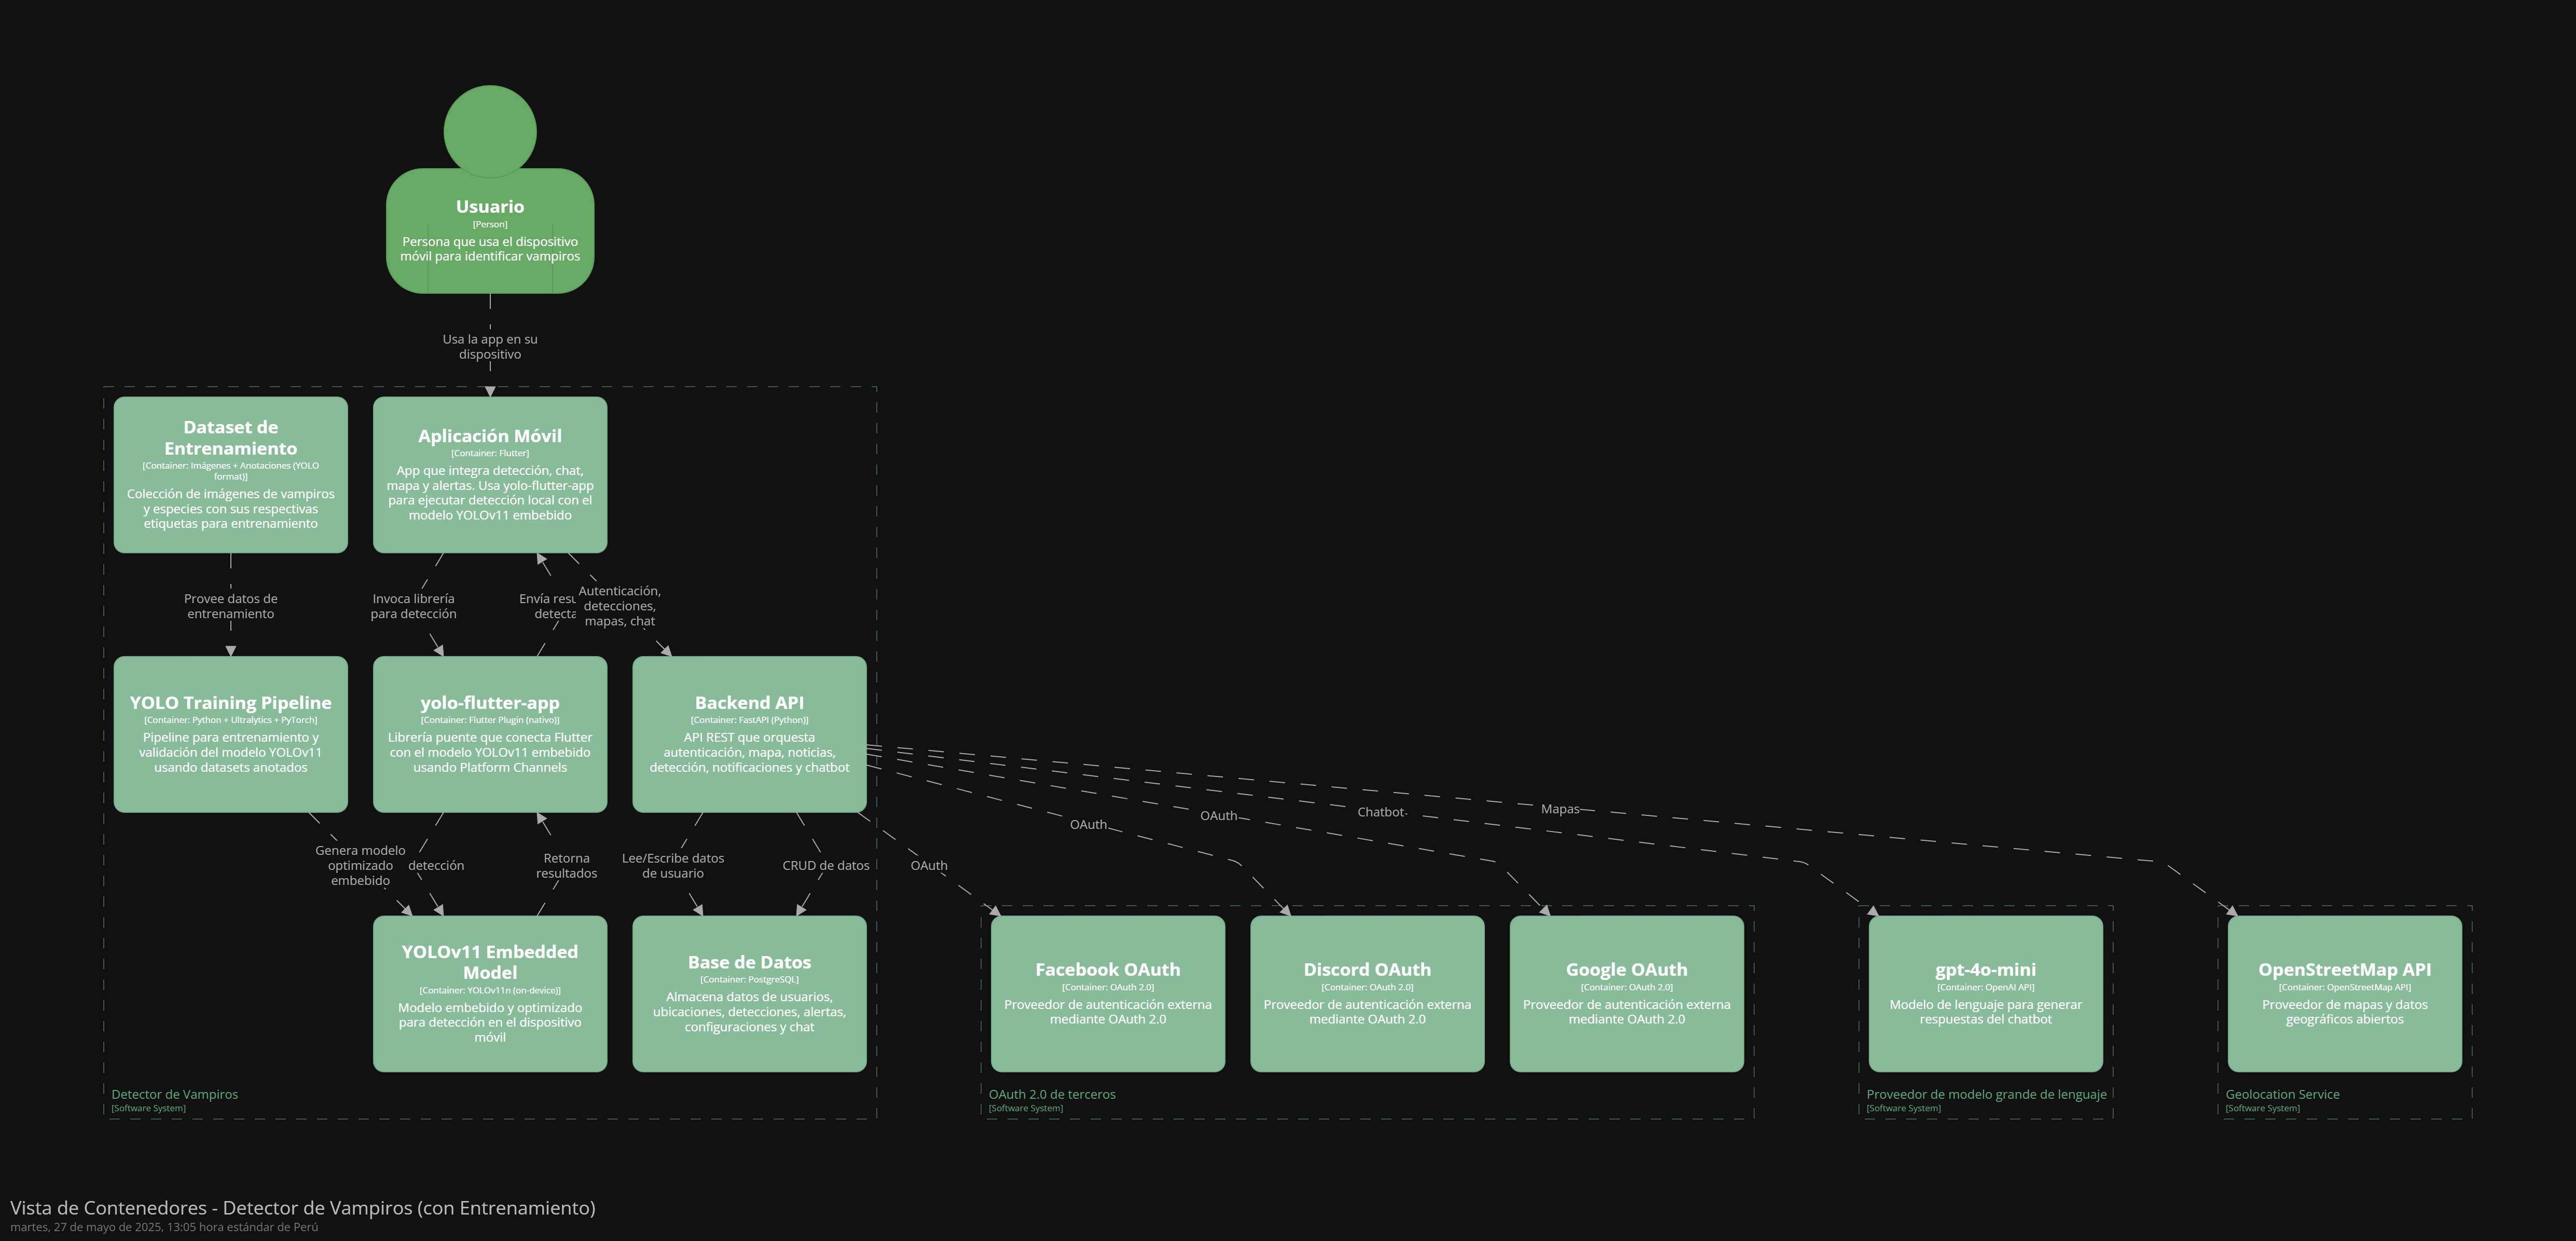 Usuario
[Person]
Persona que usa el dispositivo
móvil para identificar vampiros
Usa la app en su
dispositivo
Dataset de
Entrenamiento
[Container: Imágenes + Anotaciones (YOLO
format)]
Colección de imágenes de vampiros
y especies con sus respectivas
etiquetas para entrenamiento
Aplicación Móvil
[Container: Flutter]
App que integra detección, chat,
mapa y alertas. Usa yolo-flutter-app
para ejecutar detección local con el
modelo YOLOv11 embebido
Provee datos de
entrenamiento
Invoca librería
para detección
Envía
Autenticación,
detecciones,
mapas, chat
YOLO Training Pipeline
[Container: Python + Ultralytics + PyTorch]
Pipeline para entrenamiento y
validación del modelo YOLOv11
usando datasets anotados
yolo-flutter-app
[Container: Flutter Plugin (nativo)]
Librería puente que conecta Flutter
con el modelo YOLOv11 embebido
usando Platform Channels
Backend API
[Container: FastAPI (Python)]
API REST que orquesta
autenticación, mapa, noticias,
detección, notificaciones y chatbot
Genera modelo
optimizado
embebido
detección
Retorna
resultados
Lee/Escribe datos
de usuario
CRUD de datos
OAuth
OAuth
OAuth
Chatbot
Mapas
YOLOv11 Embedded
Model
[Container: YOLOv11n (on-device)]
Modelo embebido y optimizado
para detección en el dispositivo
móvil
Base de Datos
[Container: PostgreSQL]
Almacena datos de usuarios,
ubicaciones, detecciones, alertas,
configuraciones y chat
Facebook OAuth
[Container: OAuth 2.0]
Proveedor de autenticación externa
mediante OAuth 2.0
Discord OAuth
[Container: OAuth 2.0]
Proveedor de autenticación externa
mediante OAuth 2.0
Google OAuth
[Container: OAuth 2.0]
Proveedor de autenticación externa
mediante OAuth 2.0
gpt-4o-mini
[Container: OpenAI API]
Modelo de lenguaje para generar
respuestas del chatbot
OpenStreetMap API
[Container: OpenStreetMap API]
Proveedor de mapas y datos
geográficos abiertos
Detector de Vampiros
[Software System]
OAuth 2.0 de terceros
[Software System]
Proveedor de modelo grande de lenguaje
[Software System]
Geolocation Service
[Software System]
Vista de Contenedores - Detector de Vampiros (con Entrenamiento)
martes, 27 de mayo de 2025, 13:05 hora estándar de Perú